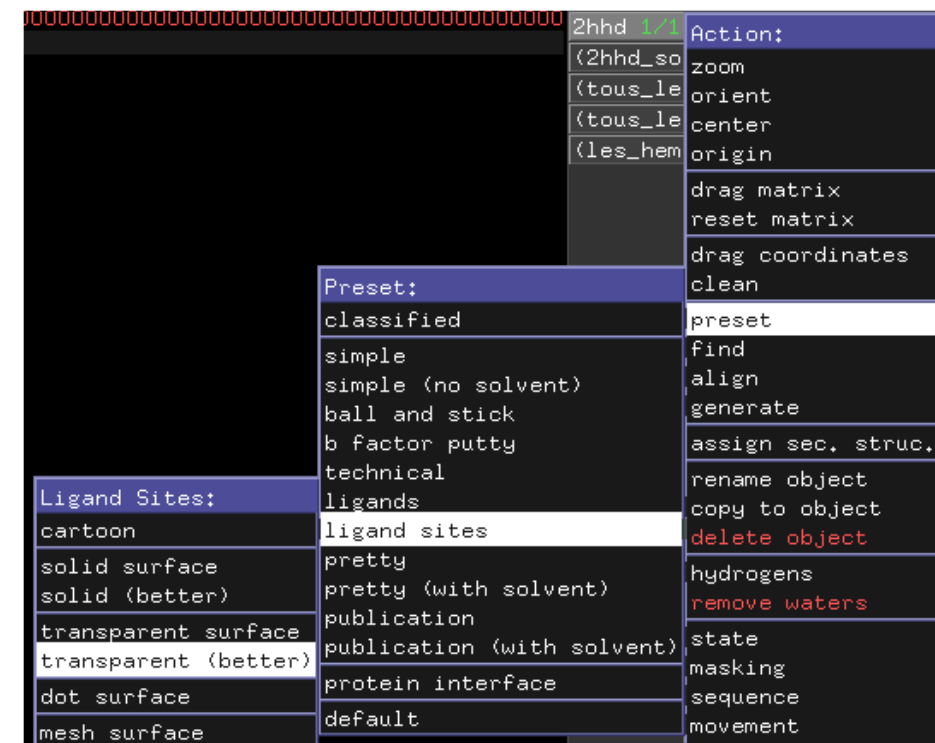 OOOOOOOOOOOOOOOOOOOOOOOOOOOOOOOOOOOOOOOOO
2hhd 1/1
(2hhd_so
(tous_le
(tous_le
(les_hem
Action:
zoom
orient
center
origin
drag matrix
reset matrix
drag coordinates
clean
preset
find
align
generate
assign sec. struc.
rename object
copy to object
delete object
hydrogens
remove waters
state
masking
sequence
movement
Preset:
classified
simple
simple (no solvent)
ball and stick
b factor putty
technical
ligands
ligand sites
pretty
pretty (with solvent)
publication
publication (with solvent)
protein interface
default
Ligand Sites:
cartoon
solid surface
solid (better)
transparent surface
transparent (better)
dot surface
mesh surface